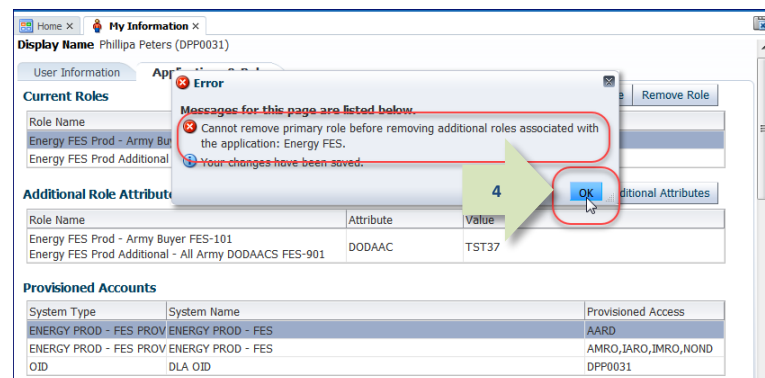 Home ×
My Information ×
Display Name Phillipa Peters (DPP0031)
User Information
Current Roles
Remove Role
Role Name
Energy FES Prod - Army Bu
Energy FES Prod Additional
Error
Messages for this page are listed below.
Cannot remove primary role before removing additional roles associated with
the application: Energy FES.
Your changes have been saved.
4
OK
Additional Role Attribut
ditional Attributes
Role Name Attribute Value
Energy FES Prod - Army Buyer FES-101
Energy FES Prod Additional - All Army DODAACS FES-901
DODAAC TST37
Provisioned Accounts
System Type System Name Provisioned Access
ENERGY PROD - FES PROV ENERGY PROD - FES AARD
ENERGY PROD - FES PROV ENERGY PROD - FES AMRO,IARO,IMRO,NOND
OID DLA OID DPP0031